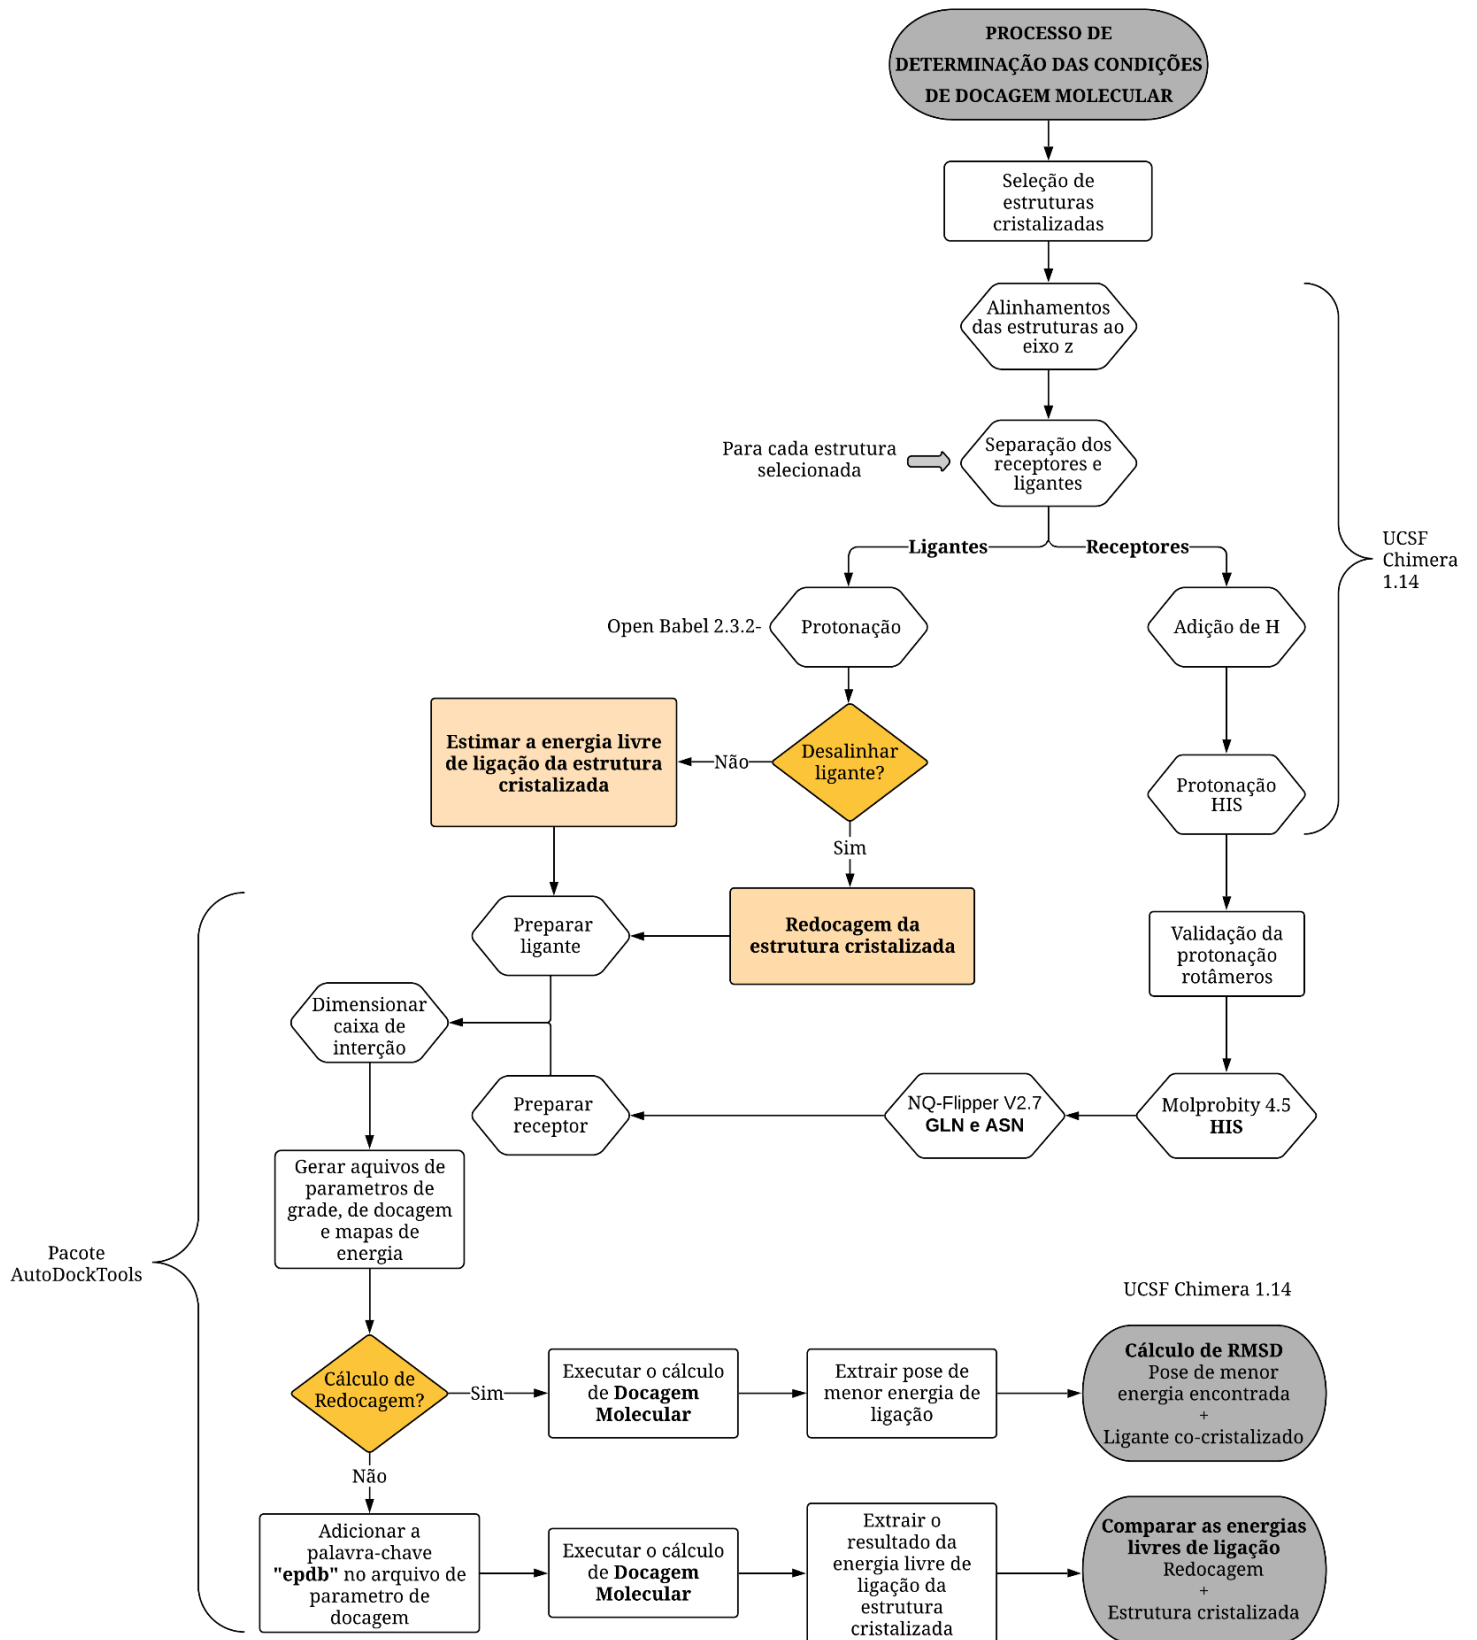 PROCESSO DE
DETERMINAÇÃO DAS CONDIÇÕES
DE DOCAGEM MOLECULAR
Seleção de
estruturas
cristalizadas
Alinhamentos
das estruturas ao
eixo z
Para cada estrutura
selecionada
Separação dos
receptores e
ligantes
Ligantes
Receptores
UCSF
Chimera
1.14
Open Babel 2.3.2-
Protonação
Adição de H
Estimar a energia livre
de ligação da estrutura
cristalizada
Não
Desalinhar
ligante?
Protonação
HIS
Sim
Preparar
ligante
Redocagem da
estrutura cristalizada
Validação da
protonação
rotâmeros
Dimensionar
caixa de
interção
Preparar
receptor
NQ-Flipper V2.7
GLN e ASN
Molprobity 4.5
HIS
Gerar aquivos de
parametros de
grade, de docagem
e mapas de
energia
Pacote
AutoDockTools
UCSF Chimera 1.14
Cálculo de
Redocagem?
Sim
Executar o cálculo
de Docagem
Molecular
Extrair pose de
menor energia de
ligação
Cálculo de RMSD
Pose de menor
energia encontrada
+
Ligante co-cristalizado
Não
Adicionar a
palavra-chave
"epdb" no arquivo de
parametro de
docagem
Executar o cálculo
de Docagem
Molecular
Extrair o
resultado da
energia livre de
ligação da
estrutura
cristalizada
Comparar as energias
livres de ligação
Redocagem
+
Estrutura cristalizada